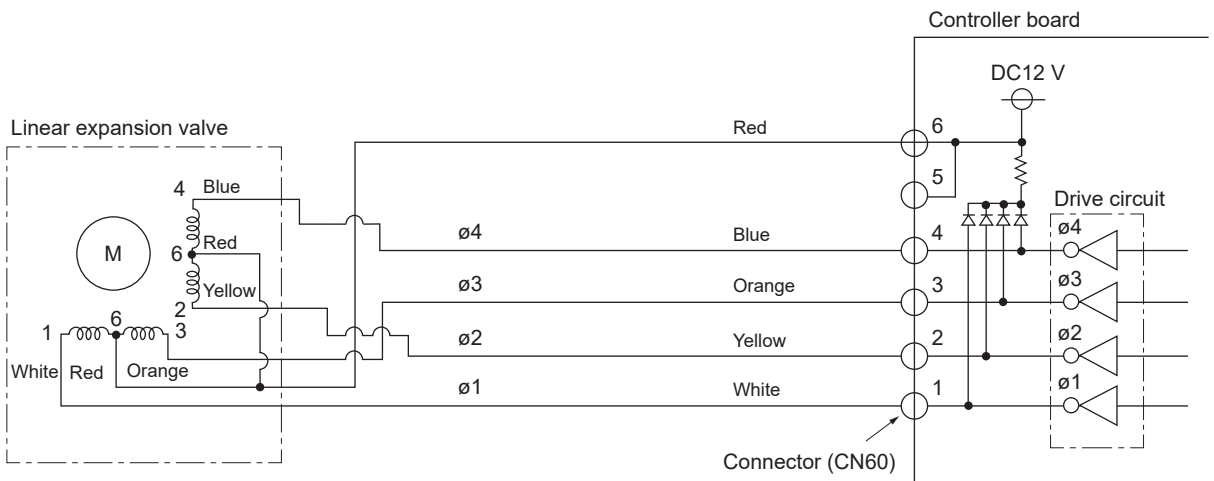 Controller board
DC12 V
Linear expansion valve
Red
6
5
Drive circuit
4
Blue
ø4
Blue
4
ø4
M
6
Red
ø3
Orange
3
ø3
Yellow
2
1
6
3
ø2
Yellow
2
ø2
White
Red
Orange
ø1
White
1
ø1
Connector (CN60)